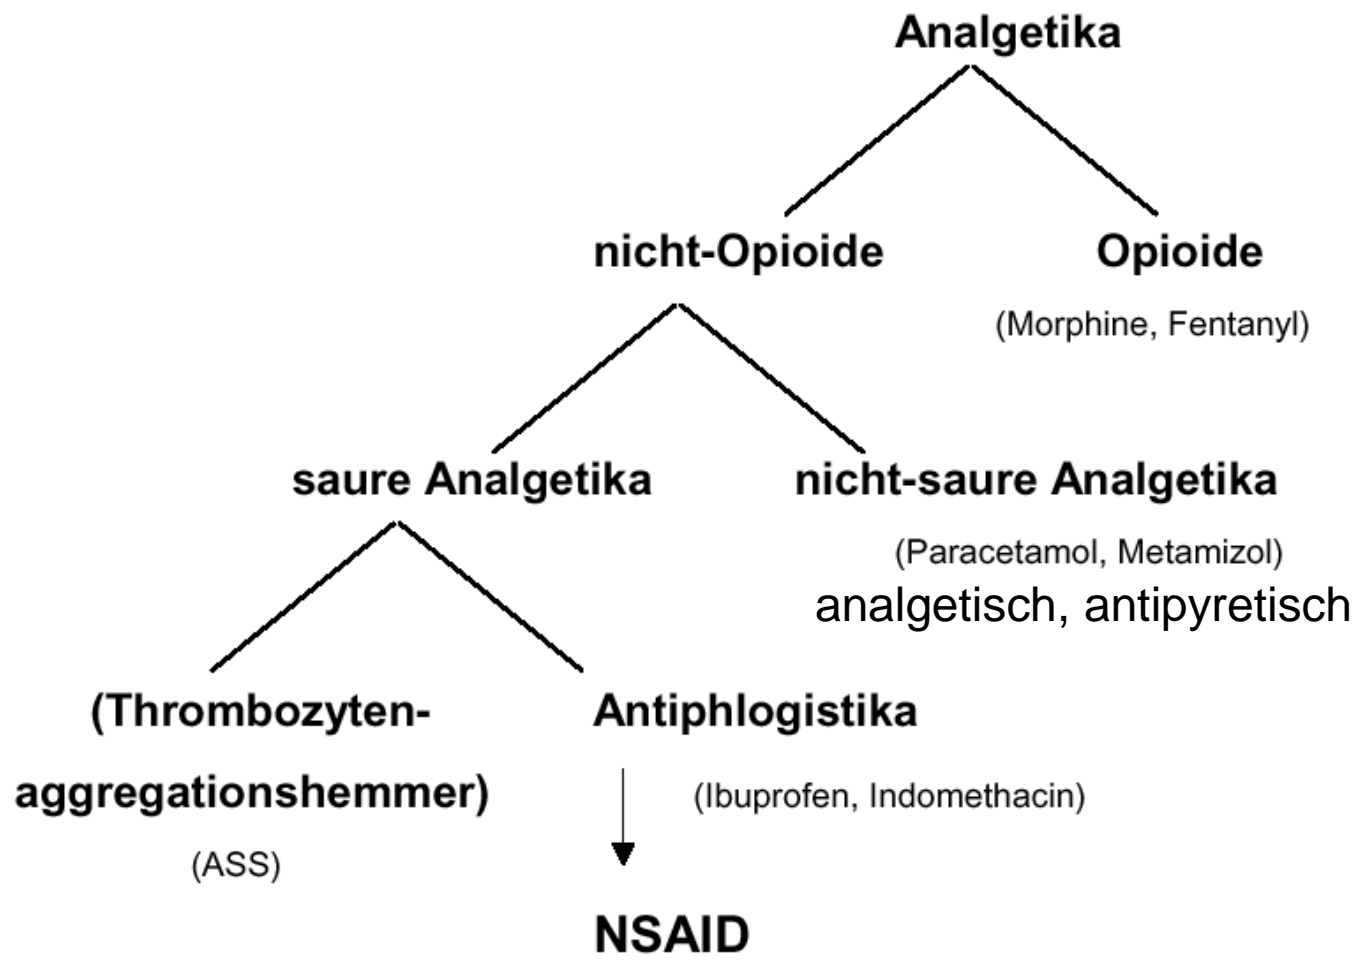 Analgetika
nicht-Opioide
Opioide
(Morphine, Fentanyl)
saure Analgetika
nicht-saure Analgetika
(Paracetamol, Metamizol)
analgetisch, antipyretisch
(Thrombozyten-
aggregationshemmer)
(ASS)
Antiphlogistika
(Ibuprofen, Indomethacin)
NSAID